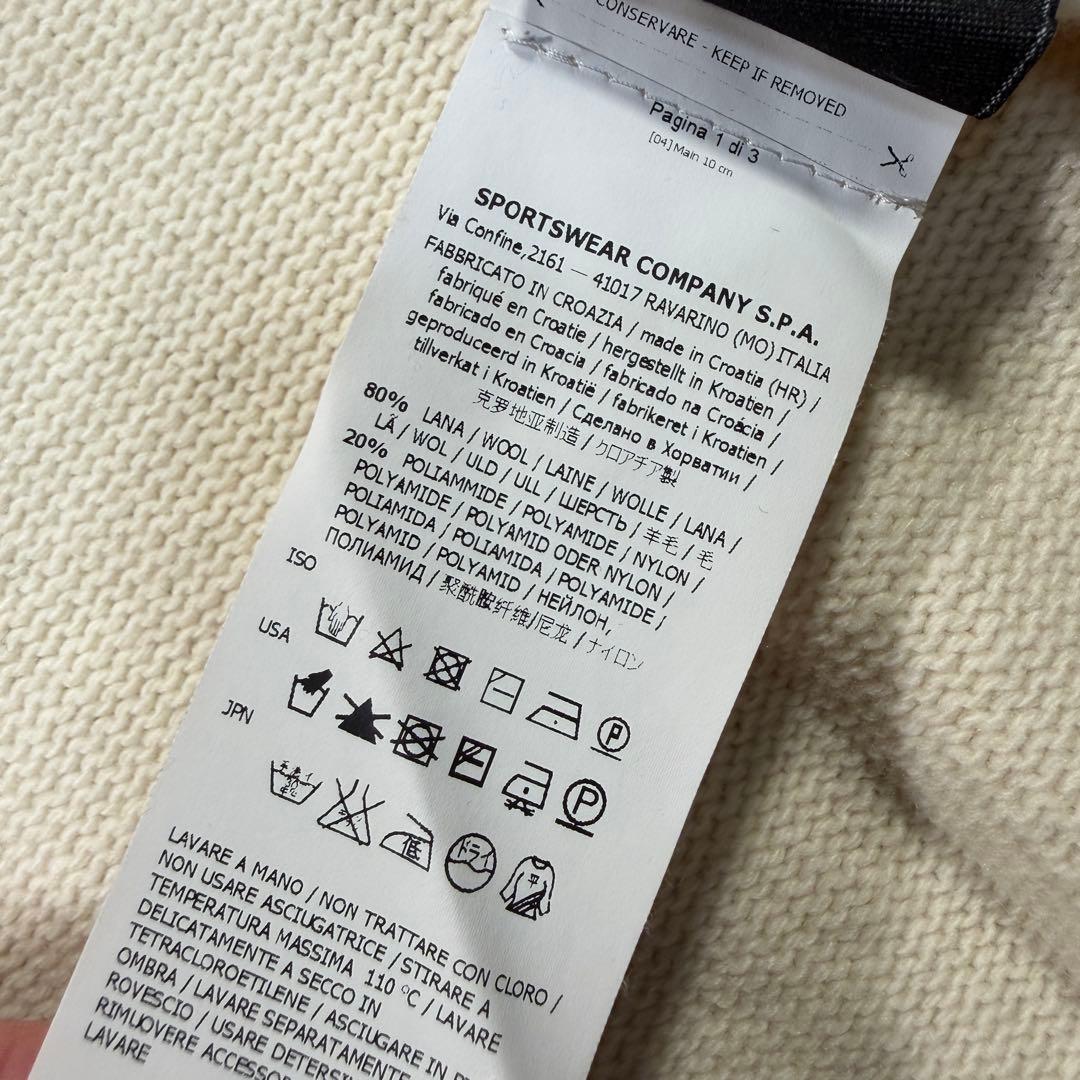 CONSERVARE - KEEP IF REMOVED
Pagina 1 di 3
[04] Main 10 cm
SPORTSWEAR COMPANY S.P.A.
Via Confine,2161 — 41017 RAVARINO (MO) ITALIA
FABBRICATO IN CROAZIA / made in Croatia (HR) /
fabriqué en Croatie / hergestellt in Kroatien /
fabricado en Croacia / fabricado na Croácia /
geproduceerd in Kroatië / fabrikeret i Kroatien /
tillverkat i Kroatien / Сделано в Хорватии /
克罗地亚制造 / クロアチア製
80% LANA / WOOL / LAINE / WOLLE / LANA /
LÃ / WOL / ULD / ULL / ШЕРСТЬ / 羊毛 / 毛
20% POLIAMMIDE / POLYAMIDE / NYLON /
POLYAMIDE / POLYAMID ODER NYLON /
POLIAMIDA / POLIAMIDA / POLYAMIDE /
POLYAMID / POLYAMID / НЕЙЛОН,
ПОЛИАМИД / 聚酰胺纤维/尼龙 / ナイロン
ISO
P
USA
P
JPN
低 ドライ 平
LAVARE A MANO / NON TRATTARE CON CLORO /
NON USARE ASCIUGATRICE / STIRARE A
TEMPERATURA MASSIMA 110 °C / LAVARE
DELICATAMENTE A SECCO IN
TETRACLOROETILENE / ASCIUGARE IN
OMBRA / LAVARE SEPARATAMENTE
ROVESCIO / USARE
RIMUOVERE
LAVARE